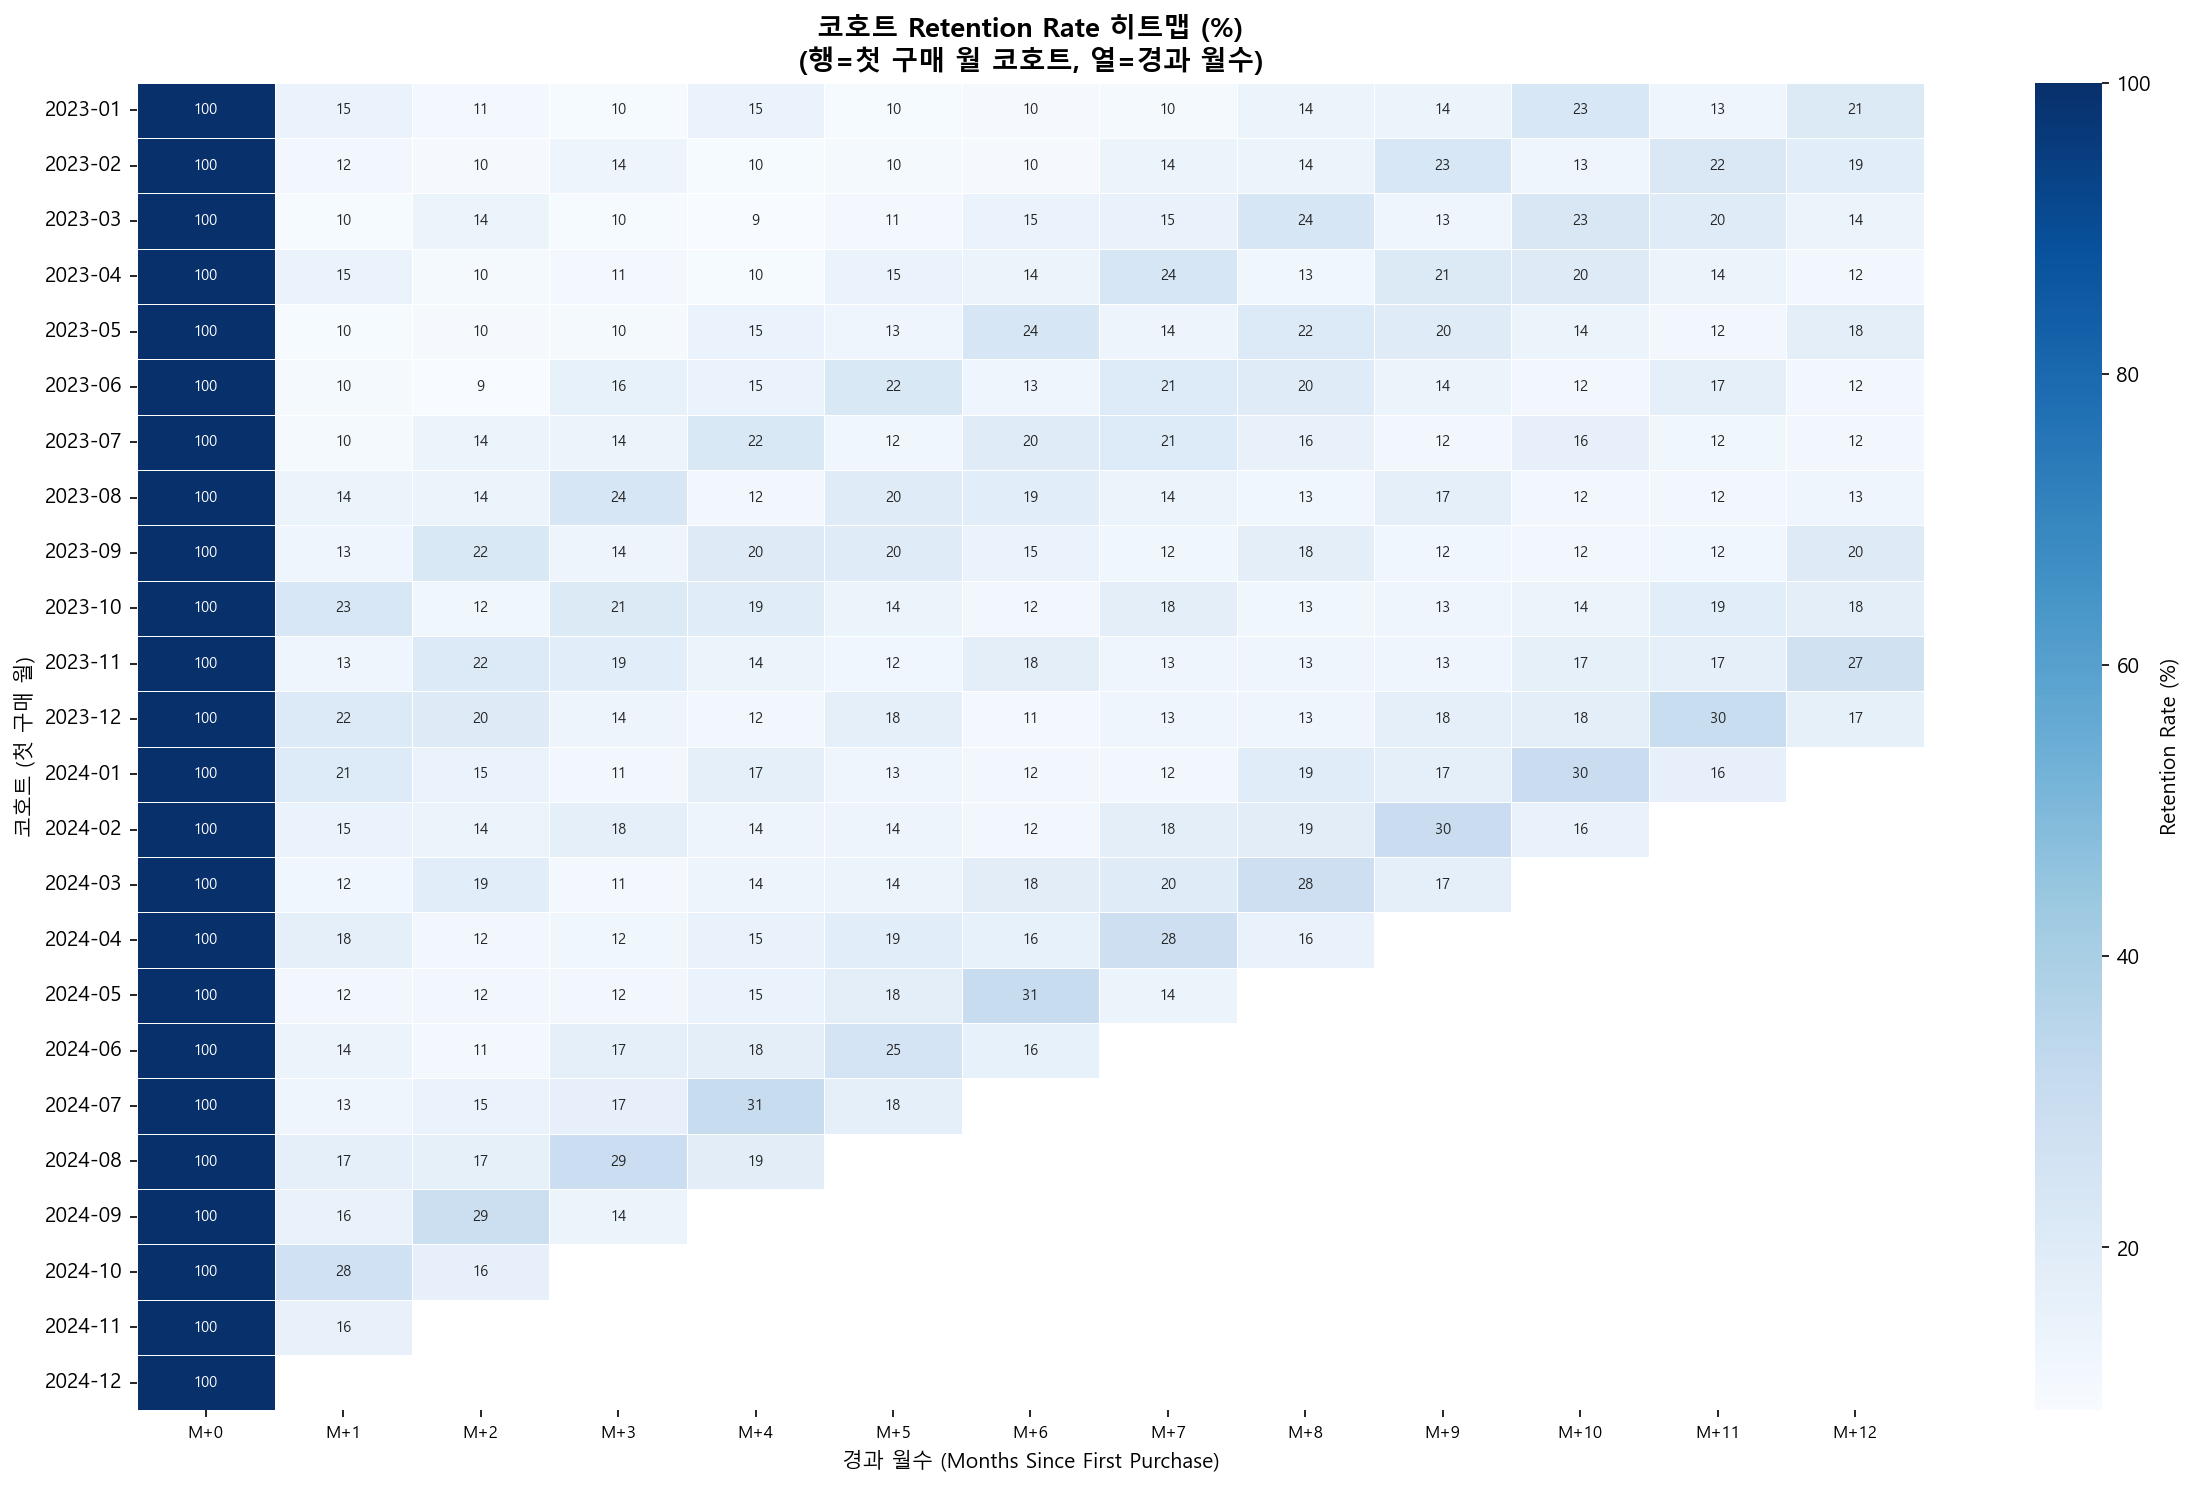 코호트 Retention Rate 히트맵 (%)
(행=첫 구매 월 코호트, 열=경과 월수)
2023-01 100 15 11 10 15 10 10 10 14 14 23 13 21
2023-02 100 12 10 14 10 10 10 14 14 23 13 22 19
2023-03 100 10 14 10 9 11 15 15 24 13 23 20 14
2023-04 100 15 10 11 10 15 14 24 13 21 20 14 12
2023-05 100 10 10 10 15 13 24 14 22 20 14 12 18
2023-06 100 10 9 16 15 22 13 21 20 14 12 17 12
2023-07 100 10 14 14 22 12 20 21 16 12 16 12 12
2023-08 100 14 14 24 12 20 19 14 13 17 12 12 13
2023-09 100 13 22 14 20 20 15 12 18 12 12 12 20
2023-10 100 23 12 21 19 14 12 18 13 13 14 19 18
2023-11 100 13 22 19 14 12 18 13 13 13 17 17 27
2023-12 100 22 20 14 12 18 11 13 13 18 18 30 17
2024-01 100 21 15 11 17 13 12 12 19 17 30 16
2024-02 100 15 14 18 14 14 12 18 19 30 16
2024-03 100 12 19 11 14 14 18 20 28 17
2024-04 100 18 12 12 15 19 16 28 16
2024-05 100 12 12 12 15 18 31 14
2024-06 100 14 11 17 18 25 16
2024-07 100 13 15 17 31 18
2024-08 100 17 17 29 19
2024-09 100 16 29 14
2024-10 100 28 16
2024-11 100 16
2024-12 100
M+0 M+1 M+2 M+3 M+4 M+5 M+6 M+7 M+8 M+9 M+10 M+11 M+12
경과 월수 (Months Since First Purchase)
코호트 (첫 구매 월)
100
80
60
40
20
Retention Rate (%)